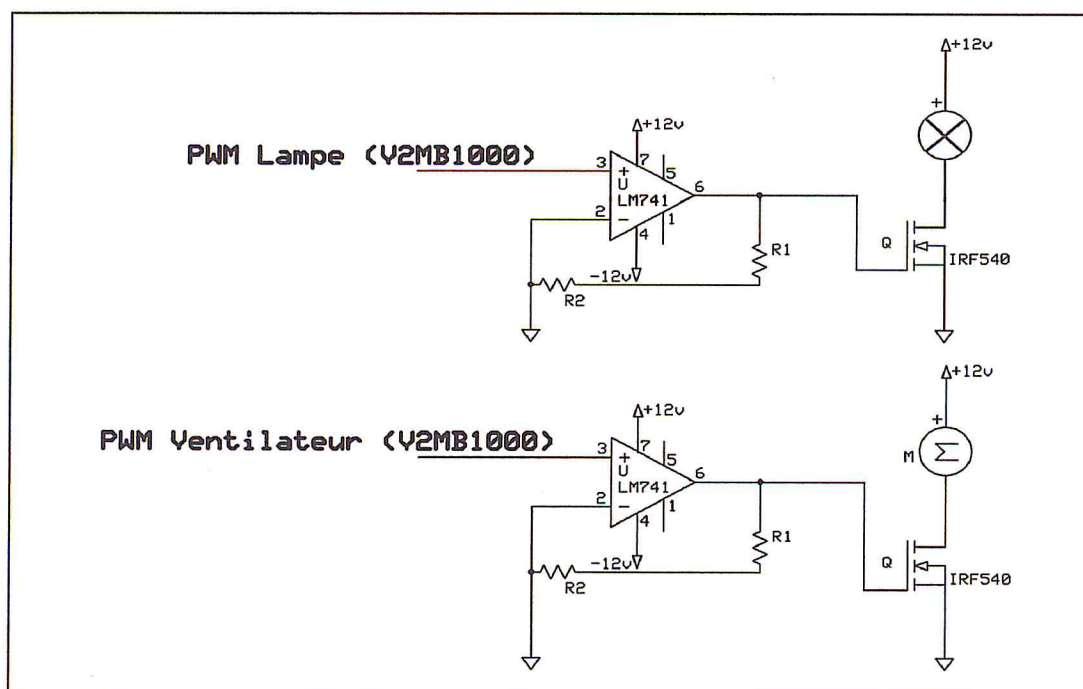 +12v
+
PWM Lampe (V2MB1000)
+12v
3
+
7
5
U
LM741
6
2
−
1
4
Q
R1
IRF540
−12v
R2
+12v
+
PWM Ventilateur (V2MB1000)
+12v
M
3
+
7
5
U
LM741
6
2
−
1
4
R1
Q
−12v
IRF540
R2